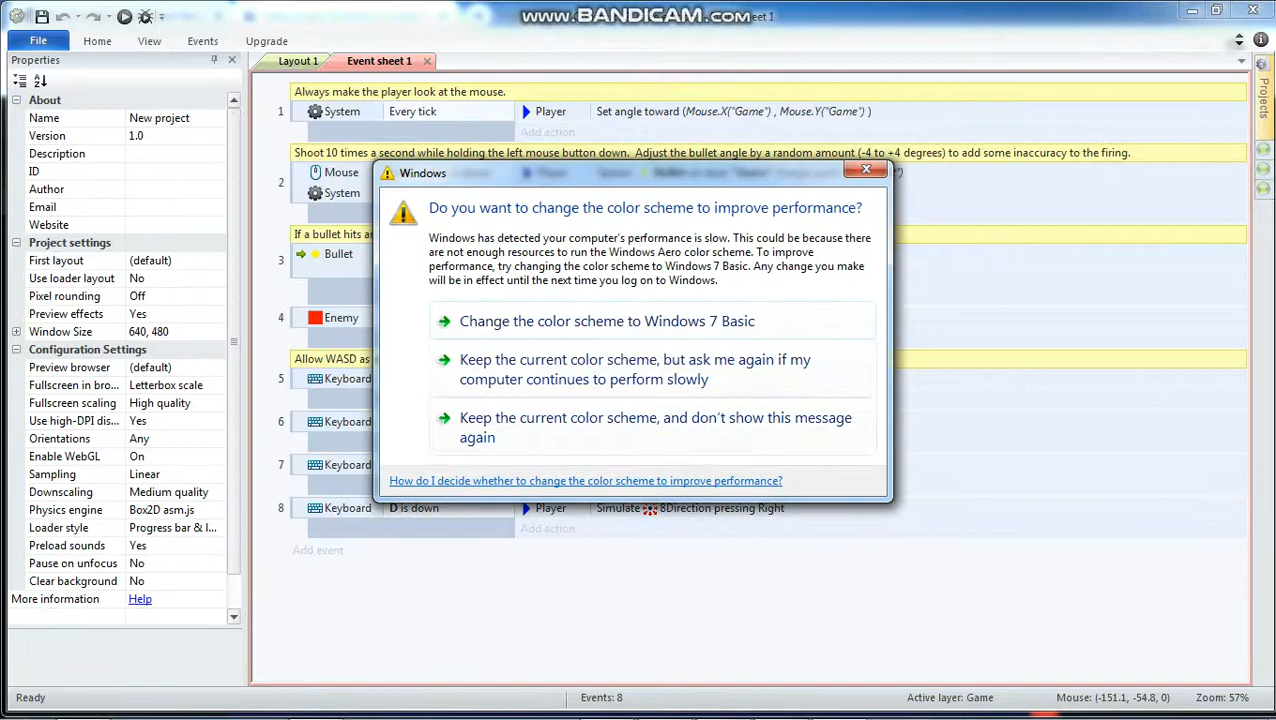 www.BANDICAM.com
File Home View Events Upgrade
Properties
Layout 1
Event sheet 1
Projects
About
Name New project
Version 1.0
Description
ID
Author
Email
Website
Project settings
First layout (default)
Use loader layout No
Pixel rounding Off
Preview effects Yes
Window Size 640, 480
Configuration Settings
Preview browser (default)
Fullscreen in brow... Letterbox scale
Fullscreen scaling High quality
Use high-DPI dis... Yes
Orientations Any
Enable WebGL On
Sampling Linear
Downscaling Medium quality
Physics engine Box2D asm.js
Loader style Progress bar & l...
Preload sounds Yes
Pause on unfocus No
Clear background No
More information Help
Always make the player look at the mouse.
1 System Every tick Player Set angle toward (Mouse.X("Game") , Mouse.Y("Game") )
Add action
Shoot 10 times a second while holding the left mouse button down. Adjust the bullet angle by a random amount (-4 to +4 degrees) to add some inaccuracy to the firing.
2 Mouse
System
If a bullet hits
3 Bullet
4 Enemy
Allow WASD as
5 Keyboard
6 Keyboard
7 Keyboard
8 Keyboard D is down Player Simulate 8Direction pressing Right
Add action
Add event
Windows
Do you want to change the color scheme to improve performance?
Windows has detected your computer's performance is slow. This could be because there
are not enough resources to run the Windows Aero color scheme. To improve
performance, try changing the color scheme to Windows 7 Basic. Any change you make
will be in effect until the next time you log on to Windows.
Change the color scheme to Windows 7 Basic
Keep the current color scheme, but ask me again if my
computer continues to perform slowly
Keep the current color scheme, and don't show this message
again
How do I decide whether to change the color scheme to improve performance?
Ready Events: 8 Active layer: Game Mouse: (-151.1, -54.8, 0) Zoom: 57%